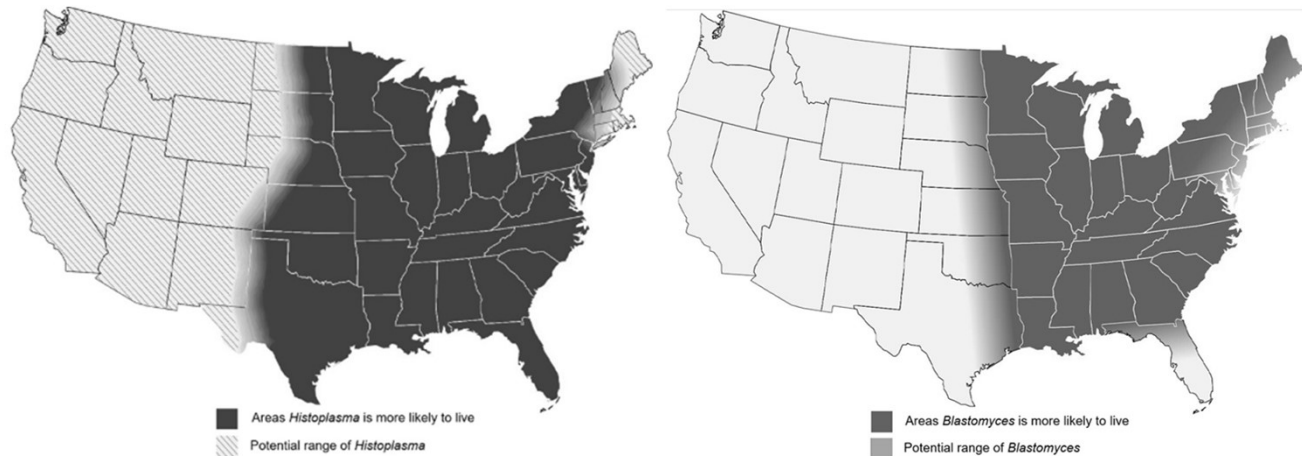 Areas Histoplasma is more likely to live
Potential range of Histoplasma
Areas Blastomyces is more likely to live
Potential range of Blastomyces